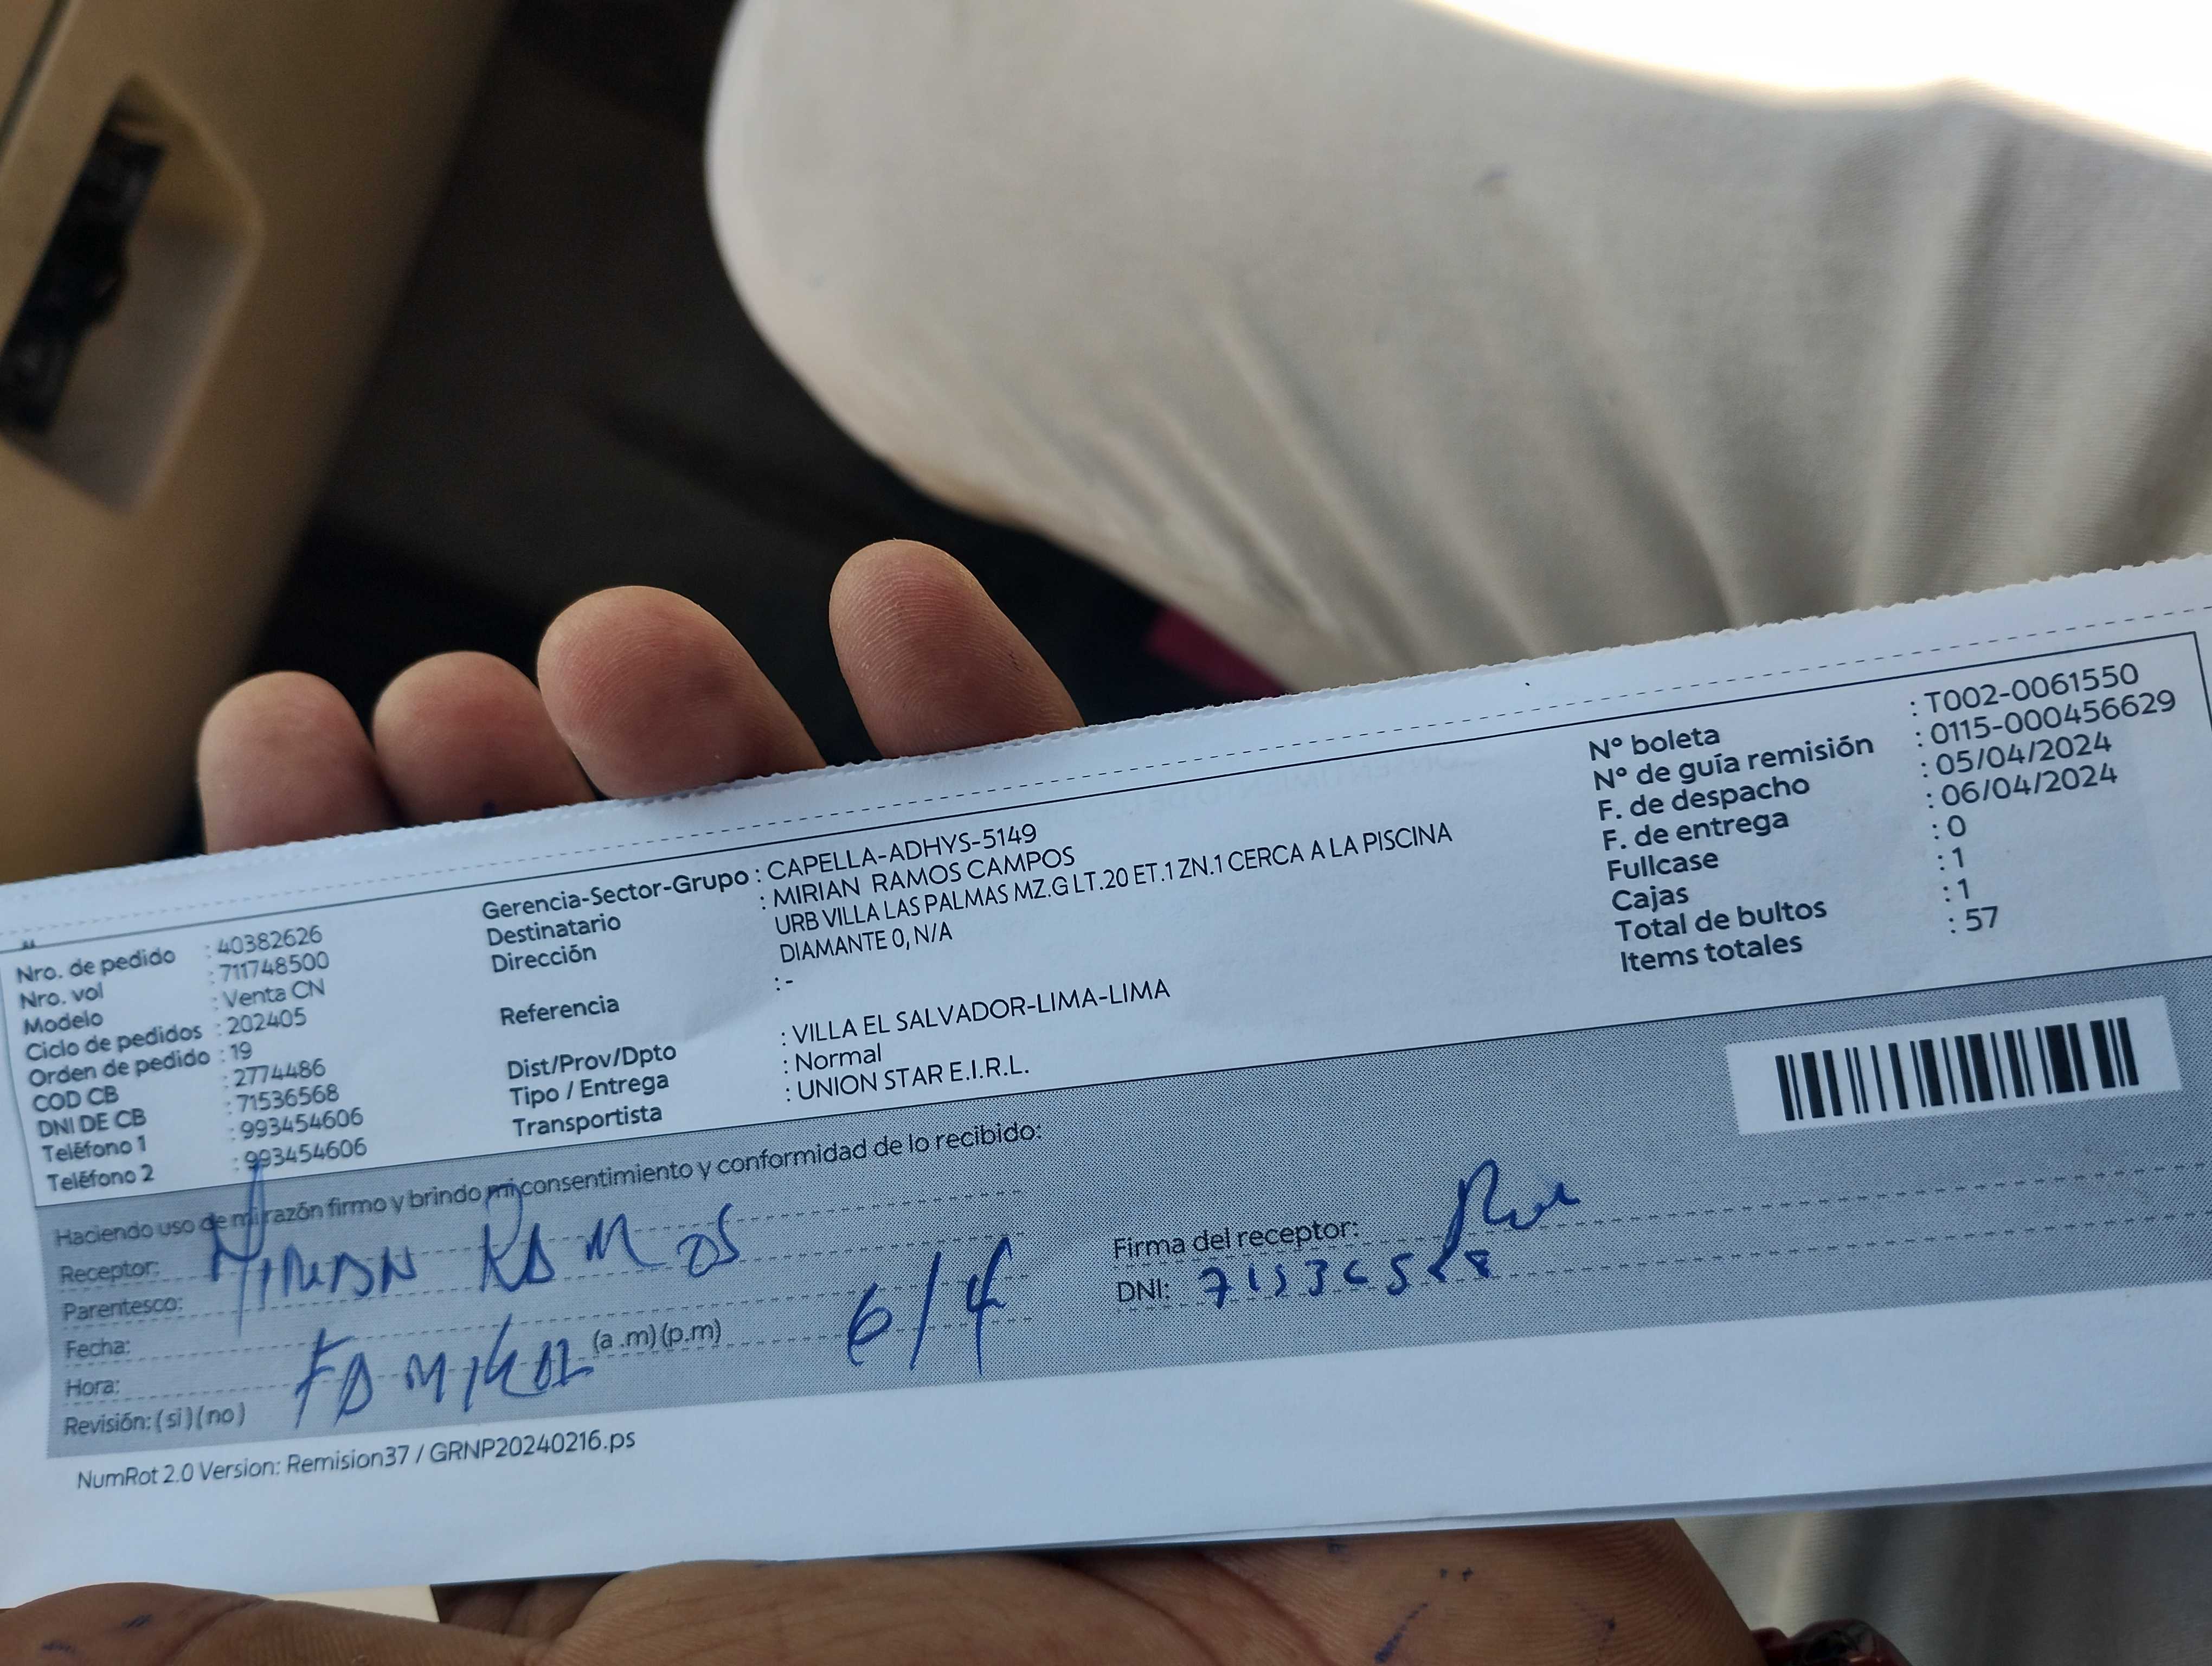 Nro. de pedido : 40382626
Nro. vol : 711748500
Modelo : Venta CN
Ciclo de pedidos : 202405
Orden de pedido : 19
COD CB : 2774486
DNI DE CB : 71536568
Teléfono 1 : 993454606
Teléfono 2 : 993454606
Gerencia-Sector-Grupo : CAPELLA-ADHYS-5149
Destinatario : MIRIAN RAMOS CAMPOS
Dirección URB VILLA LAS PALMAS MZ.G LT.20 ET.1 ZN.1 CERCA A LA PISCINA
DIAMANTE 0, N/A
Referencia : -
Dist/Prov/Dpto : VILLA EL SALVADOR-LIMA-LIMA
Tipo / Entrega : Normal
Transportista : UNION STAR E.I.R.L.
N° boleta : T002-0061550
N° de guía remisión : 0115-000456629
F. de despacho : 05/04/2024
F. de entrega : 06/04/2024
Fullcase : 0
Cajas : 1
Total de bultos : 1
Items totales : 57
Haciendo uso de mi razón firmo y brindo mi consentimiento y conformidad de lo recibido:
Receptor: MIRIAN RAMOS
Parentesco:
Fecha: 6/4
Hora: (a .m) (p.m)
Revisión: (si) (no)
Firma del receptor:
DNI:
NumRot 2.0 Version: Remision37 / GRNP20240216.ps